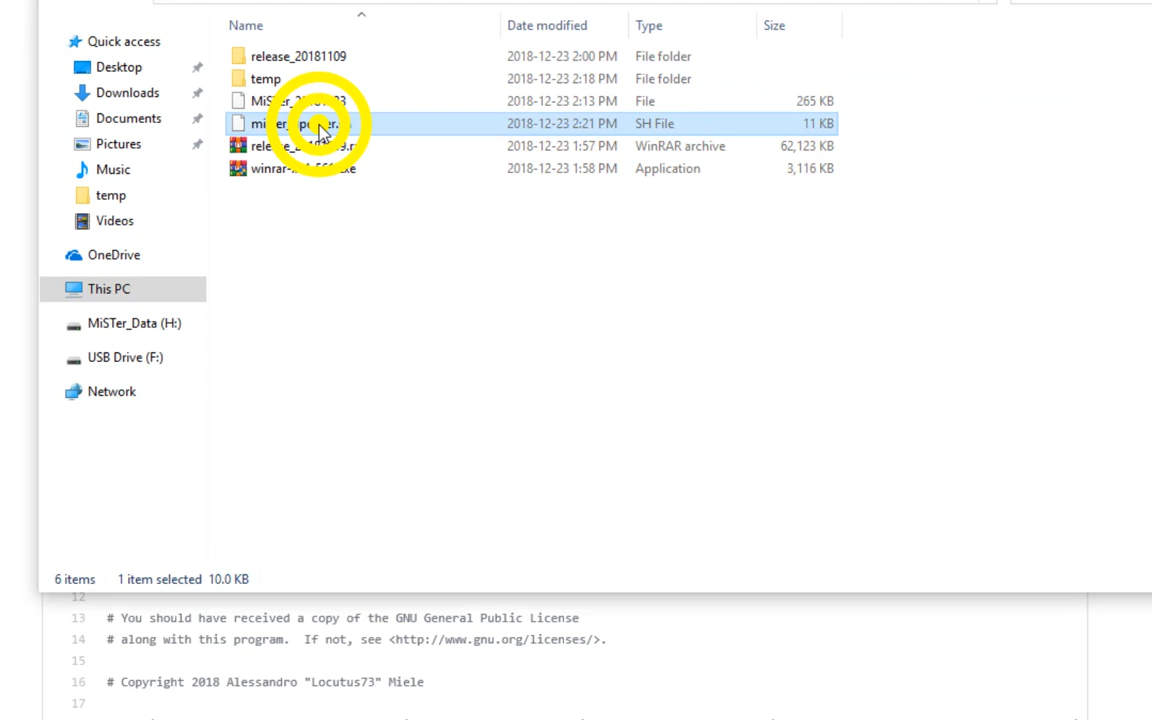 Name Date modified Type Size
Quick access
Desktop
Downloads
Documents
Pictures
Music
temp
Videos
OneDrive
This PC
MiSTer_Data (H:)
USB Drive (F:)
Network
release_20181109 2018-12-23 2:00 PM File folder
temp 2018-12-23 2:18 PM File folder
2018-12-23 2:13 PM File 265 KB
2018-12-23 2:21 PM SH File 11 KB
2018-12-23 1:57 PM WinRAR archive 62,123 KB
2018-12-23 1:58 PM Application 3,116 KB
6 items 1 item selected 10.0 KB
12
13 # You should have received a copy of the GNU General Public License
14 # along with this program. If not, see <http://www.gnu.org/licenses/>.
15
16 # Copyright 2018 Alessandro "Locutus73" Miele
17